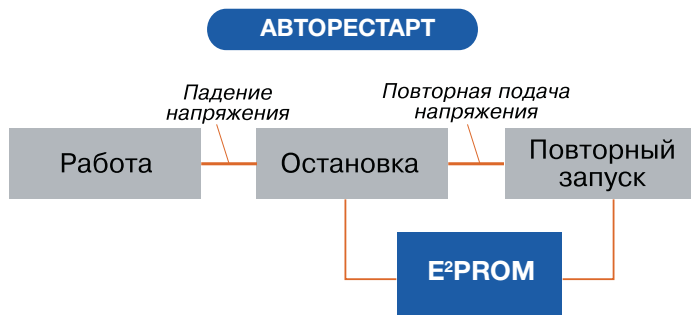 АВТОРЕСТАРТ
Падение
напряжения
Повторная подача
напряжения
Работа
Остановка
Повторный
запуск
E²PROM